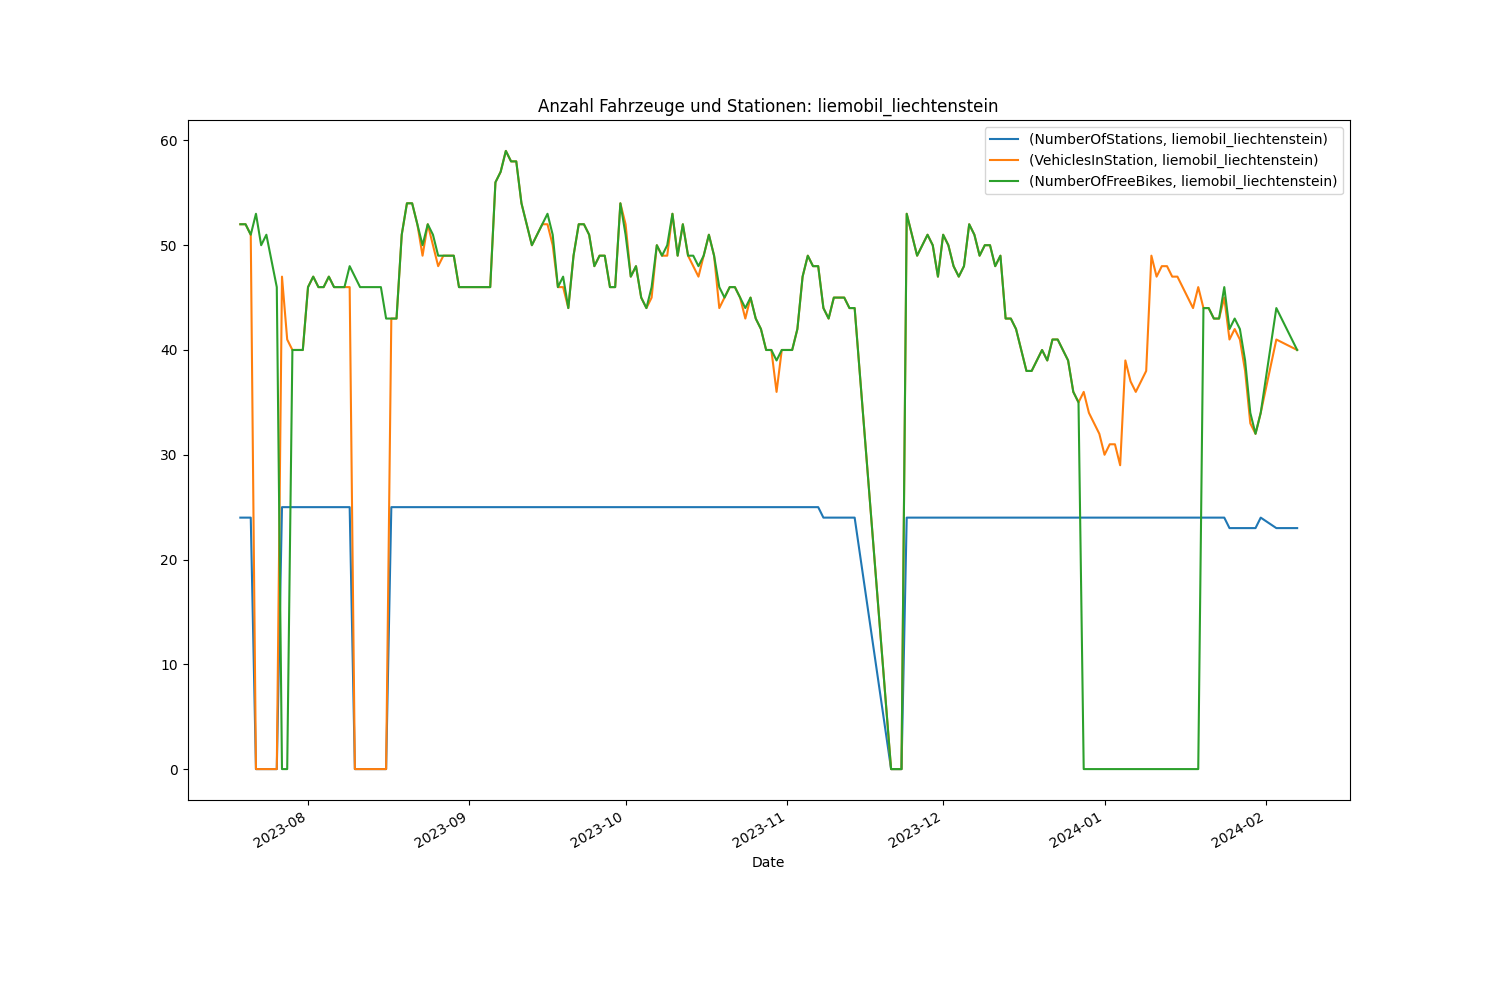 Anzahl Fahrzeuge und Stationen: liemobil_liechtenstein
(NumberOfStations, liemobil_liechtenstein)
(VehiclesInStation, liemobil_liechtenstein)
(NumberOfFreeBikes, liemobil_liechtenstein)
60
50
40
30
20
10
0
2023-08
2023-09
2023-10
2023-11
2023-12
2024-01
2024-02
Date